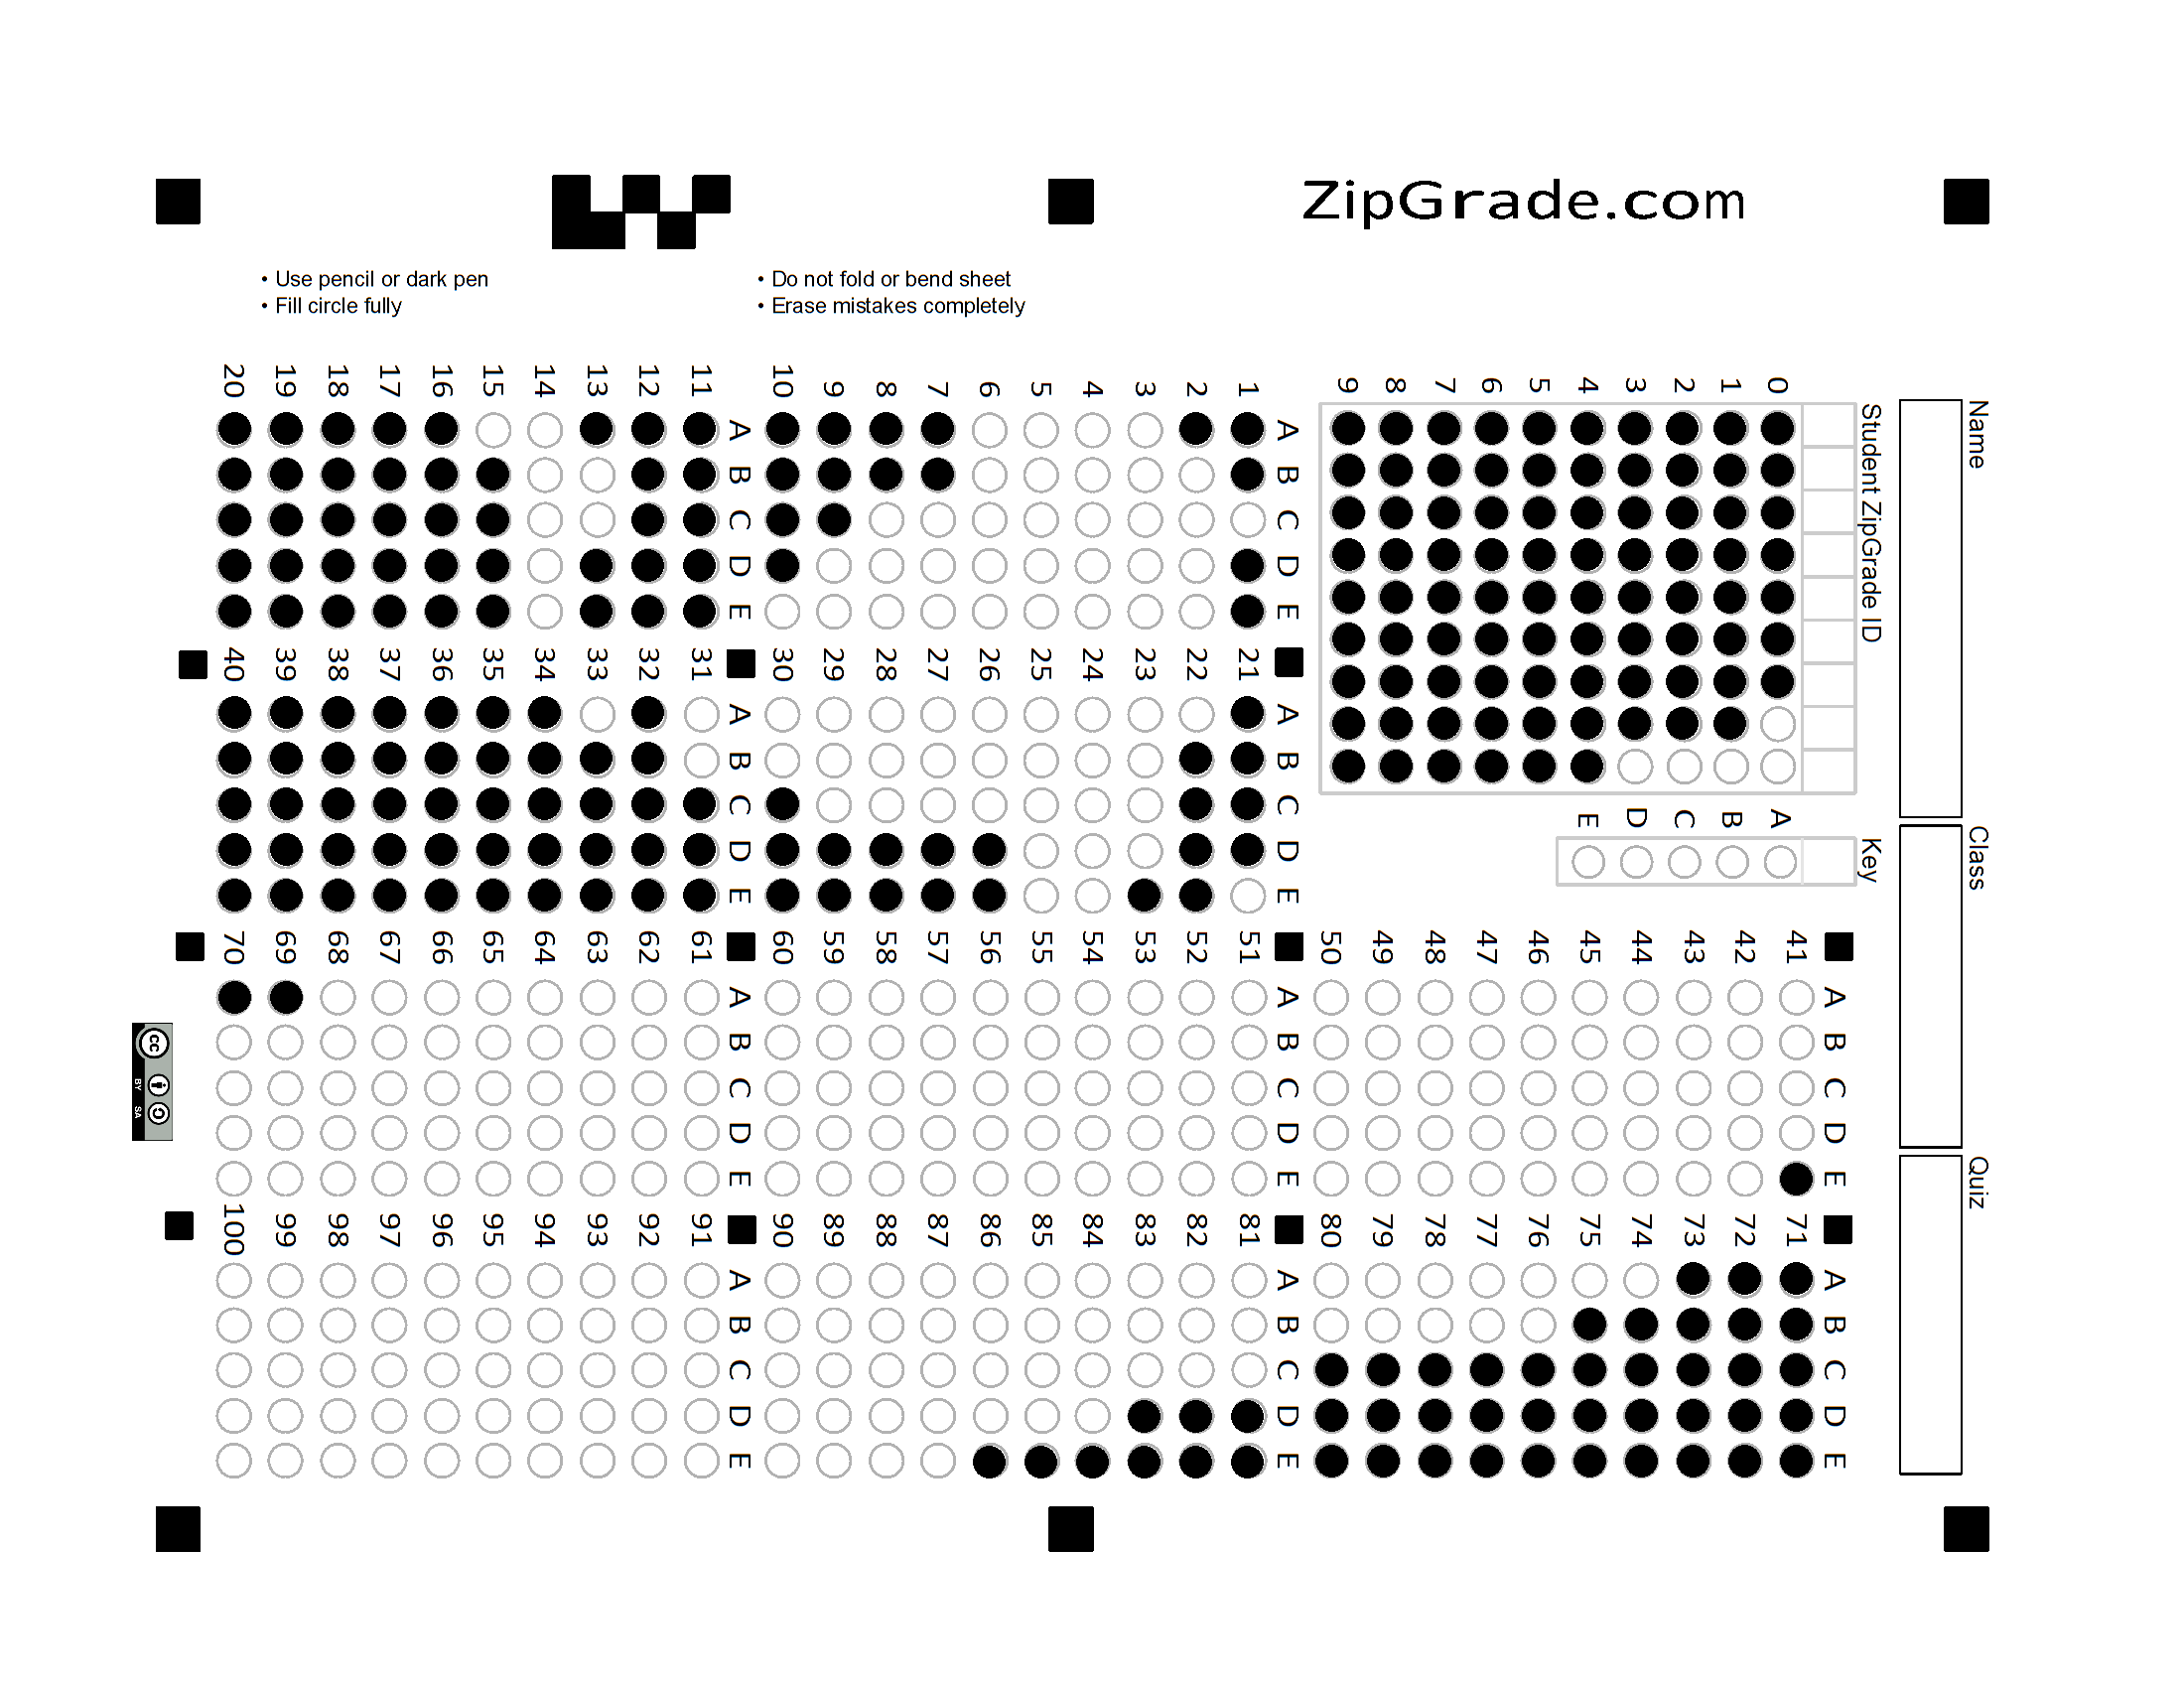 ZipGrade.com
• Use pencil or dark pen
• Fill circle fully
• Do not fold or bend sheet
• Erase mistakes completely
Name
Class
Quiz
Student ZipGrade ID
0 1 2 3 4 5 6 7 8 9
Key
A B C D E
1 2 3 4 5 6 7 8 9 10
A B C D E
11 12 13 14 15 16 17 18 19 20
A B C D E
21 22 23 24 25 26 27 28 29 30
A B C D E
31 32 33 34 35 36 37 38 39 40
A B C D E
41 42 43 44 45 46 47 48 49 50
A B C D E
51 52 53 54 55 56 57 58 59 60
A B C D E
61 62 63 64 65 66 67 68 69 70
A B C D E
71 72 73 74 75 76 77 78 79 80
A B C D E
81 82 83 84 85 86 87 88 89 90
A B C D E
91 92 93 94 95 96 97 98 99 100
A B C D E
cc
BY SA